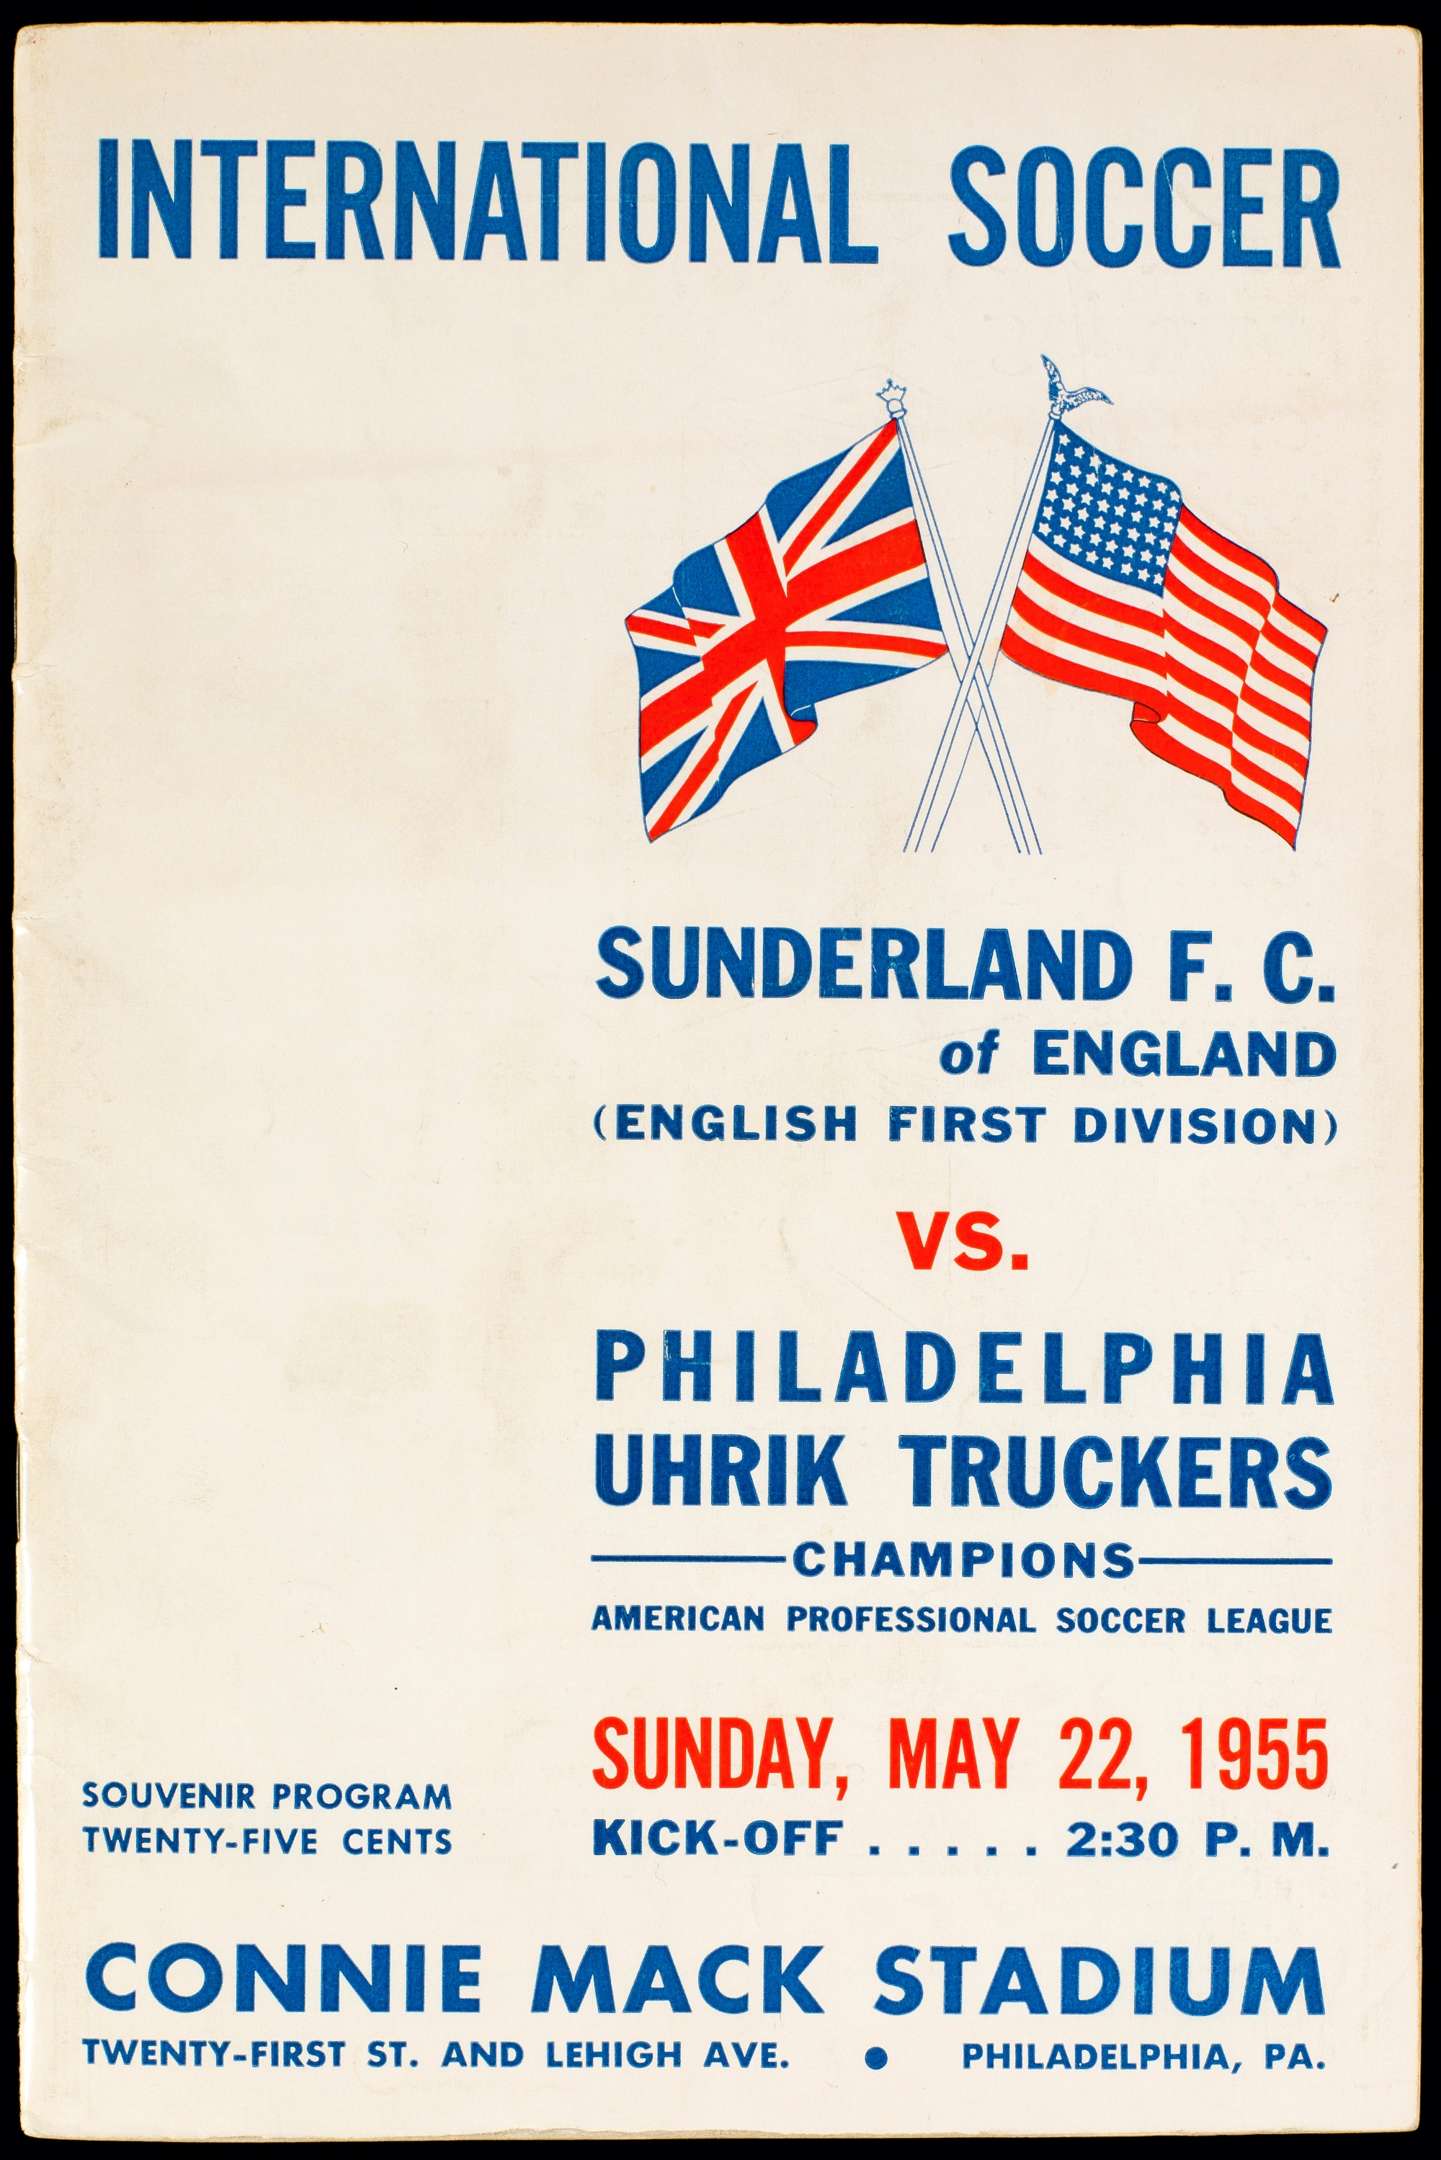 INTERNATIONAL SOCCER
SUNDERLAND F. C.
of ENGLAND
(ENGLISH FIRST DIVISION)
VS.
PHILADELPHIA
UHRIK TRUCKERS
CHAMPIONS
AMERICAN PROFESSIONAL SOCCER LEAGUE
SUNDAY, MAY 22, 1955
KICK-OFF . . . . . 2:30 P. M.
SOUVENIR PROGRAM
TWENTY-FIVE CENTS
CONNIE MACK STADIUM
TWENTY-FIRST ST. AND LEHIGH AVE. • PHILADELPHIA, PA.